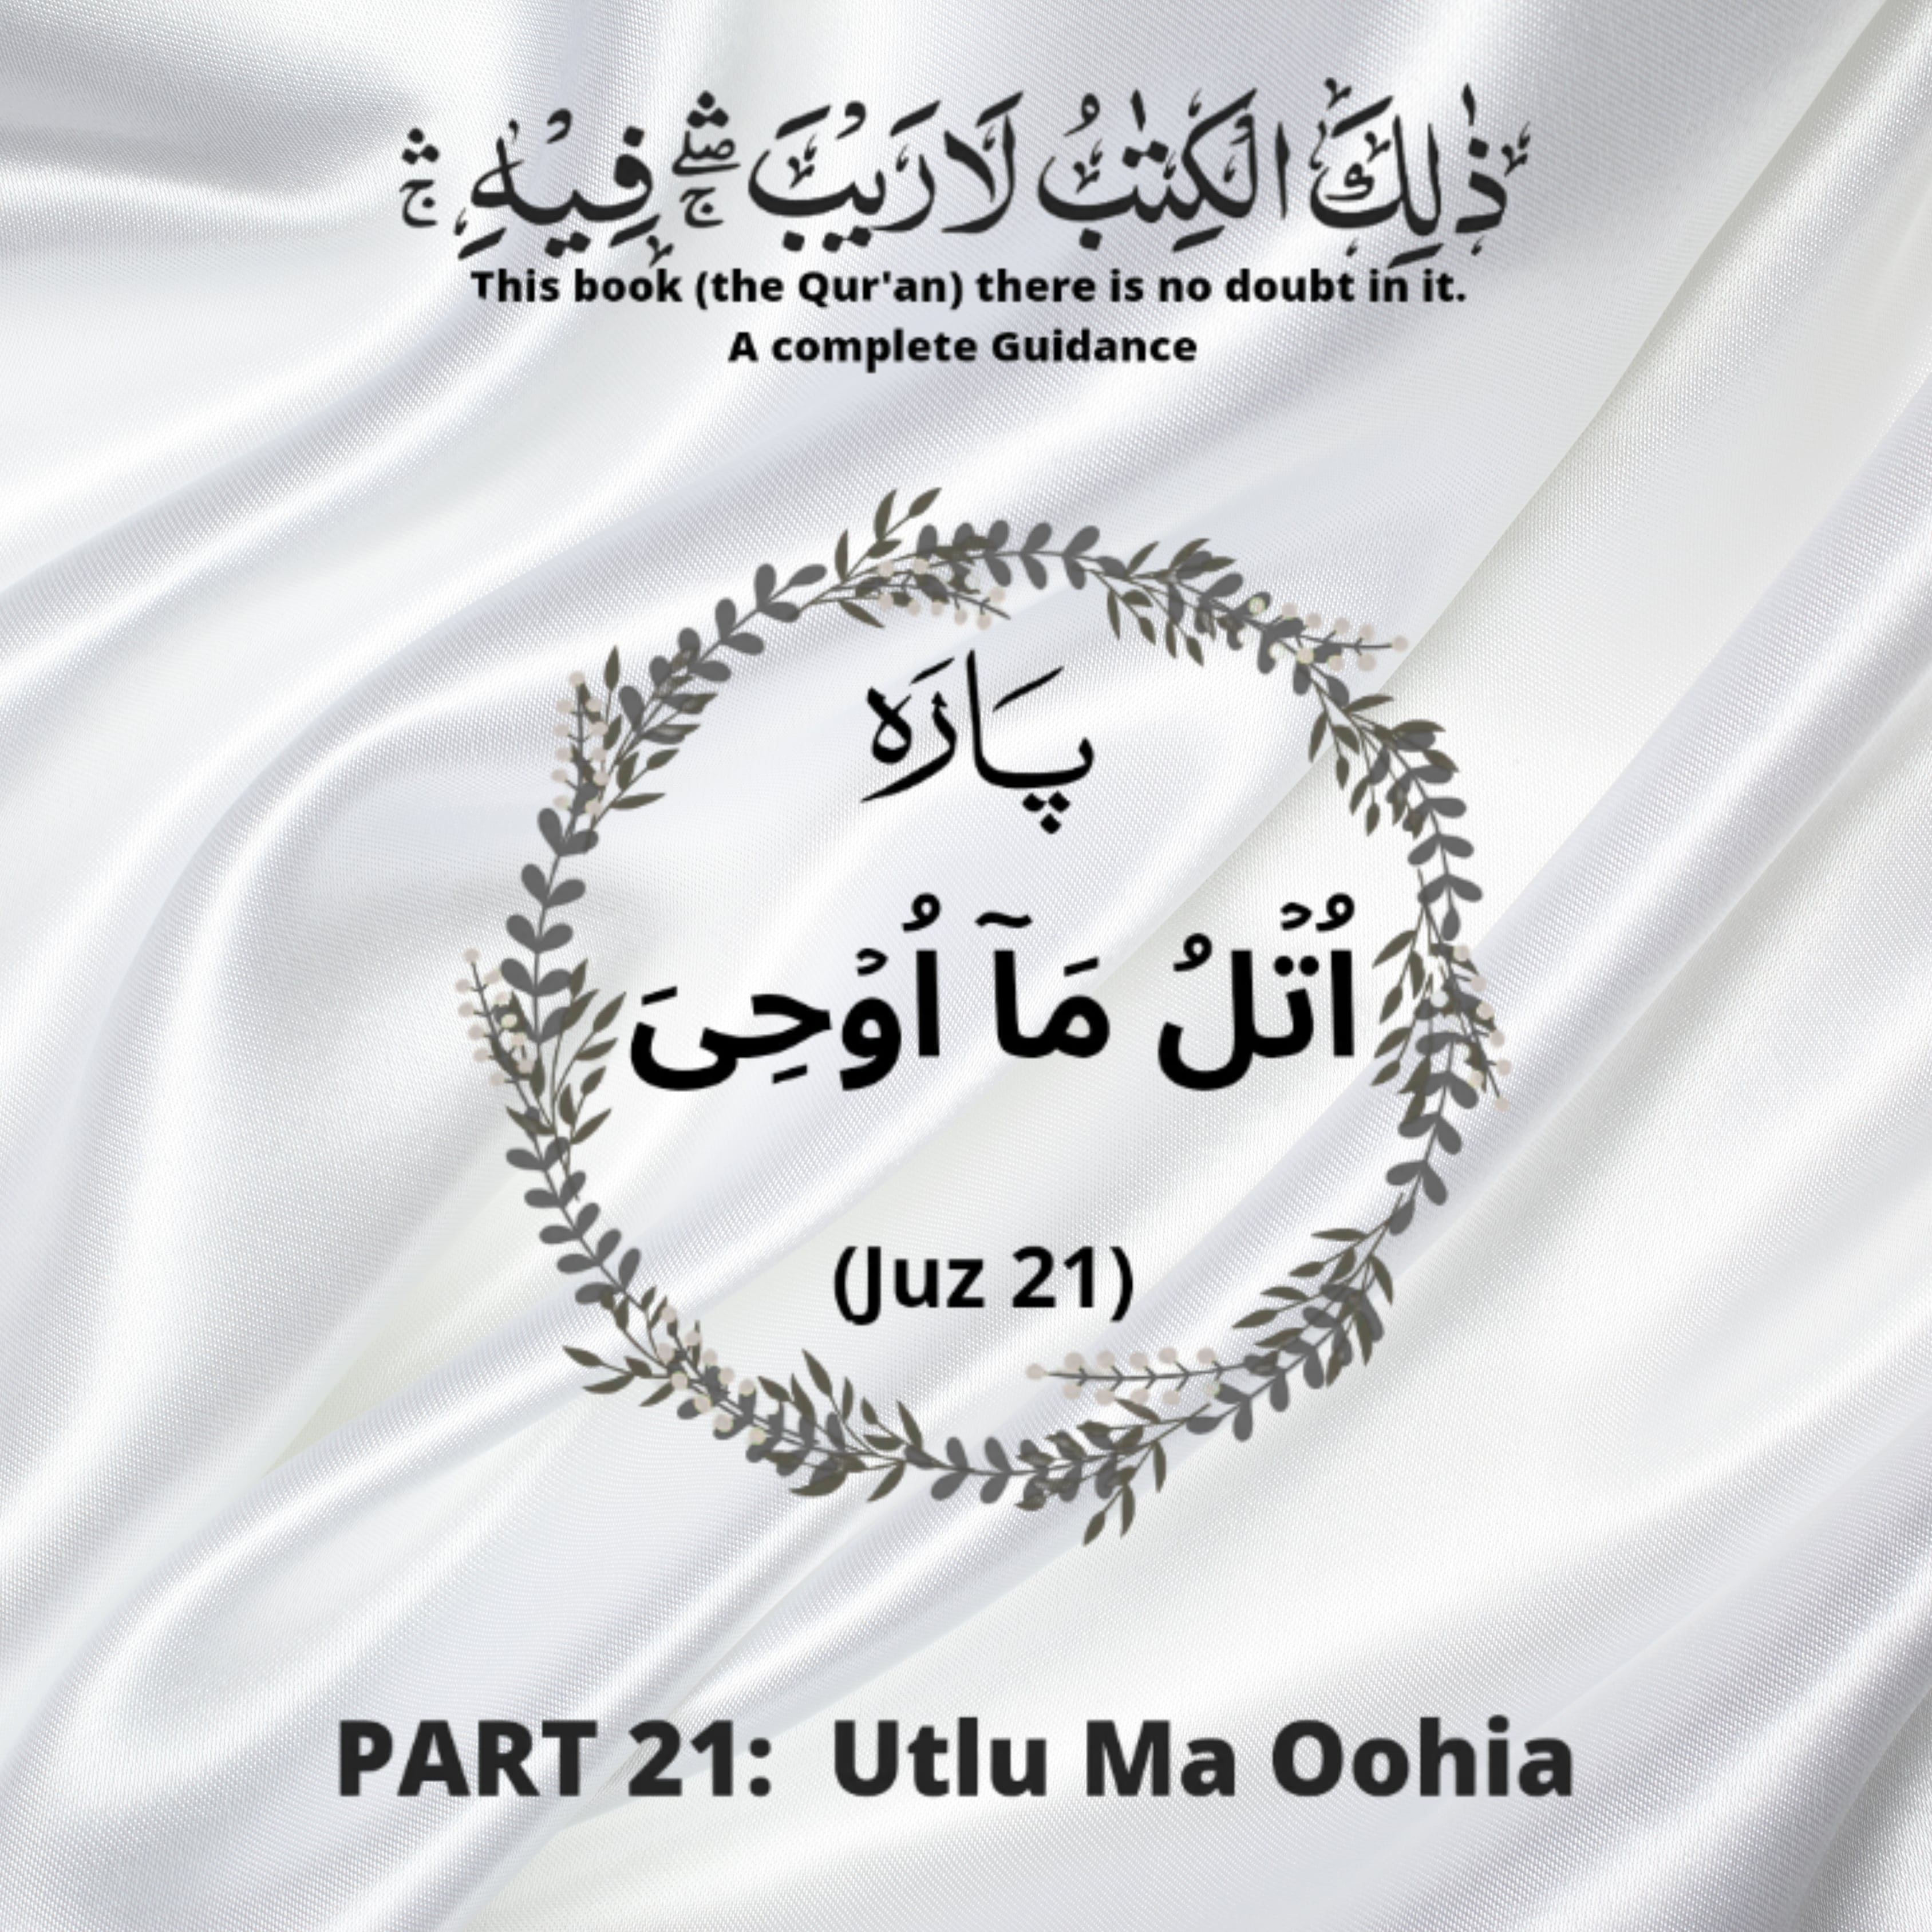 ذٰلِكَ الْكِتٰبُ لَا رَيْبَ ۛۖۚ فِيْهِ ۛۚ
This book (the Qur'an) there is no doubt in it.
A complete Guidance
پَارَه
اُتۡلُ مَاۤ اُوۡحِىَ
(Juz 21)
PART 21: Utlu Ma Oohia